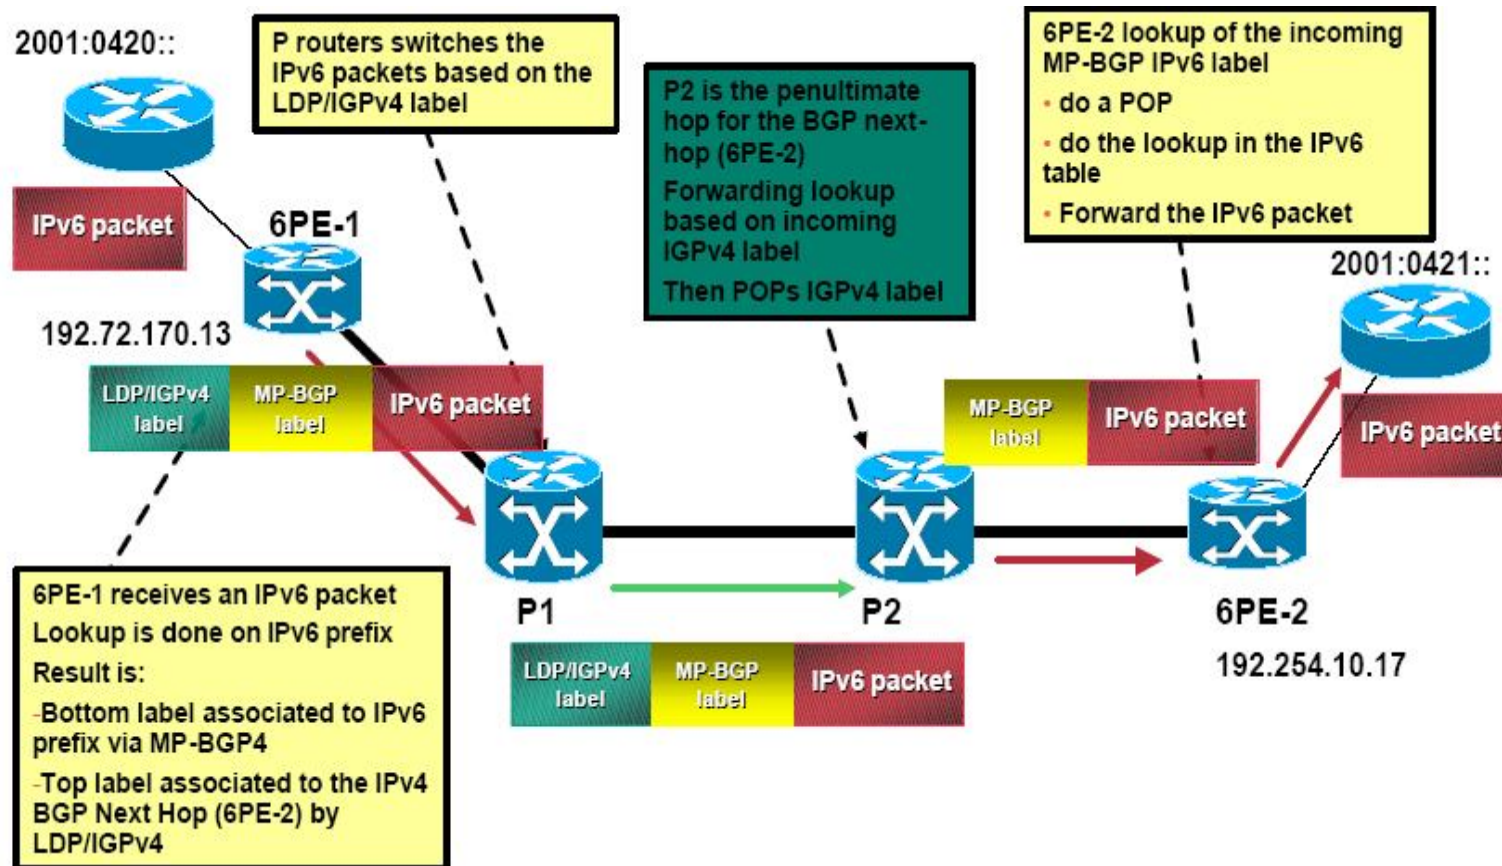 2001:0420::
P routers switches the
IPv6 packets based on the
LDP/IGPv4 label
P2 is the penultimate
hop for the BGP next-
hop (6PE-2)
Forwarding lookup
based on incoming
IGPv4 label
Then POPs IGPv4 label
6PE-2 lookup of the incoming
MP-BGP IPv6 label
• do a POP
• do the lookup in the IPv6
table
• Forward the IPv6 packet
IPv6 packet
6PE-1
2001:0421::
192.72.170.13
LDP/IGPv4
label
MP-BGP
label
IPv6 packet
MP-BGP
label
IPv6 packet
IPv6 packet
6PE-1 receives an IPv6 packet
Lookup is done on IPv6 prefix
Result is:
-Bottom label associated to IPv6
prefix via MP-BGP4
-Top label associated to the IPv4
BGP Next Hop (6PE-2) by
LDP/IGPv4
P1
P2
6PE-2
192.254.10.17
LDP/IGPv4
label
MP-BGP
label
IPv6 packet